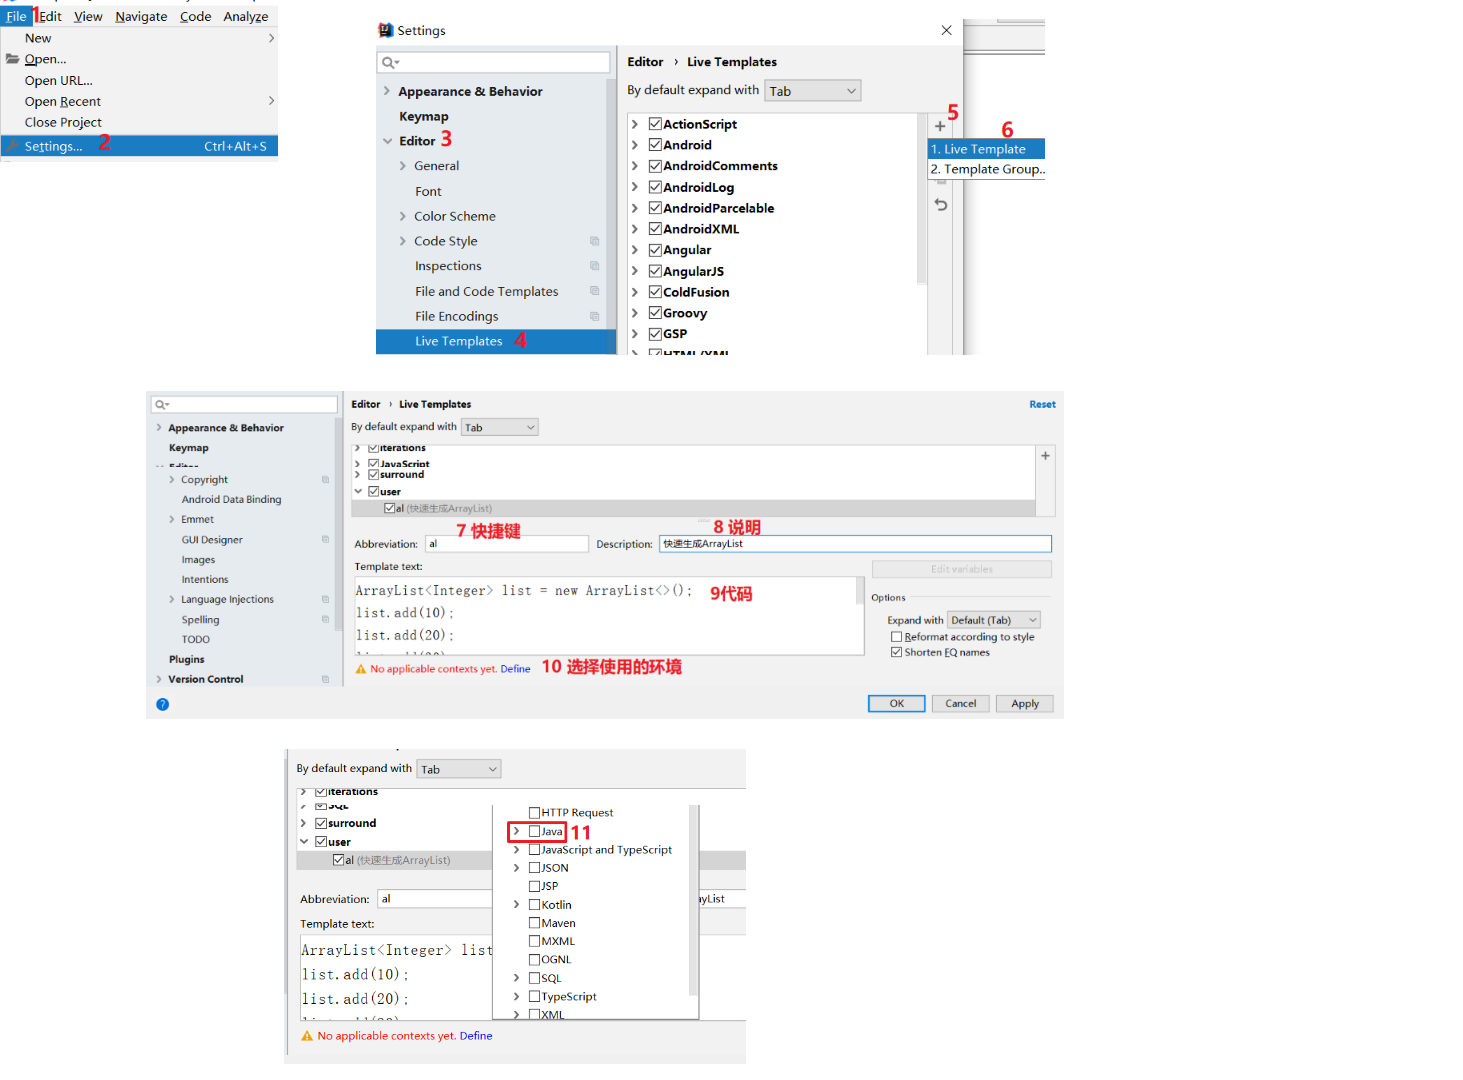 File 1 Edit View Navigate Code Analyze
New
Open...
Open URL...
Open Recent
Close Project
Settings... 2 Ctrl+Alt+S
Settings
Appearance & Behavior
Keymap
Editor 3
General
Font
Color Scheme
Code Style
Inspections
File and Code Templates
File Encodings
Live Templates 4
Editor › Live Templates
By default expand with Tab
ActionScript
Android
AndroidComments
AndroidLog
AndroidParcelable
AndroidXML
Angular
AngularJS
ColdFusion
Groovy
GSP
HTML/XML
5
6
1. Live Template
2. Template Group...
Appearance & Behavior
Keymap
Editor
Copyright
Android Data Binding
Emmet
GUI Designer
Images
Intentions
Language Injections
Spelling
TODO
Plugins
Version Control
Editor › Live Templates Reset
By default expand with Tab
iterations
JavaScript
surround
user
al (快速生成ArrayList)
7 快捷键 8 说明
Abbreviation: al Description: 快速生成ArrayList
Template text:
ArrayList<Integer> list = new ArrayList<>(); 9代码
list.add(10);
list.add(20);
No applicable contexts yet. Define 10 选择使用的环境
Edit variables
Options
Expand with Default (Tab)
Reformat according to style
Shorten FQ names
? OK Cancel Apply
By default expand with Tab
iterations
SQL
surround
user
al (快速生成ArrayList)
Abbreviation: al yList
Template text:
ArrayList<Integer> list
list.add(10);
list.add(20);
No applicable contexts yet. Define
HTTP Request
Java 11
JavaScript and TypeScript
JSON
JSP
Kotlin
Maven
MXML
OGNL
SQL
TypeScript
XML